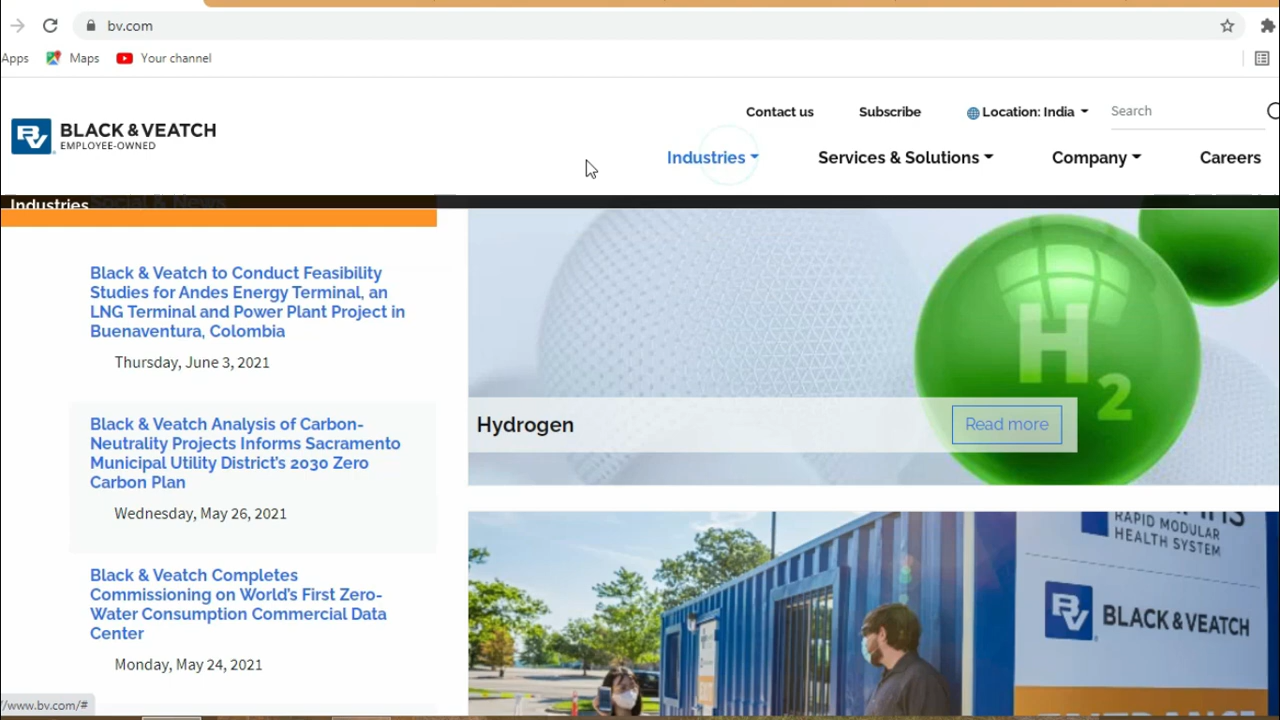 bv.com
Apps Maps Your channel
Contact us Subscribe Location: India Search
BLACK & VEATCH
EMPLOYEE-OWNED
Industries Services & Solutions Company Careers
Industries
Social & News
Black & Veatch to Conduct Feasibility
Studies for Andes Energy Terminal, an
LNG Terminal and Power Plant Project in
Buenaventura, Colombia
Thursday, June 3, 2021
Black & Veatch Analysis of Carbon-
Neutrality Projects Informs Sacramento
Municipal Utility District's 2030 Zero
Carbon Plan
Wednesday, May 26, 2021
Black & Veatch Completes
Commissioning on World's First Zero-
Water Consumption Commercial Data
Center
Monday, May 24, 2021
H2
Hydrogen Read more
RAPID MODULAR
HEALTH SYSTEM
BV BLACK & VEATCH
/www.bv.com/#